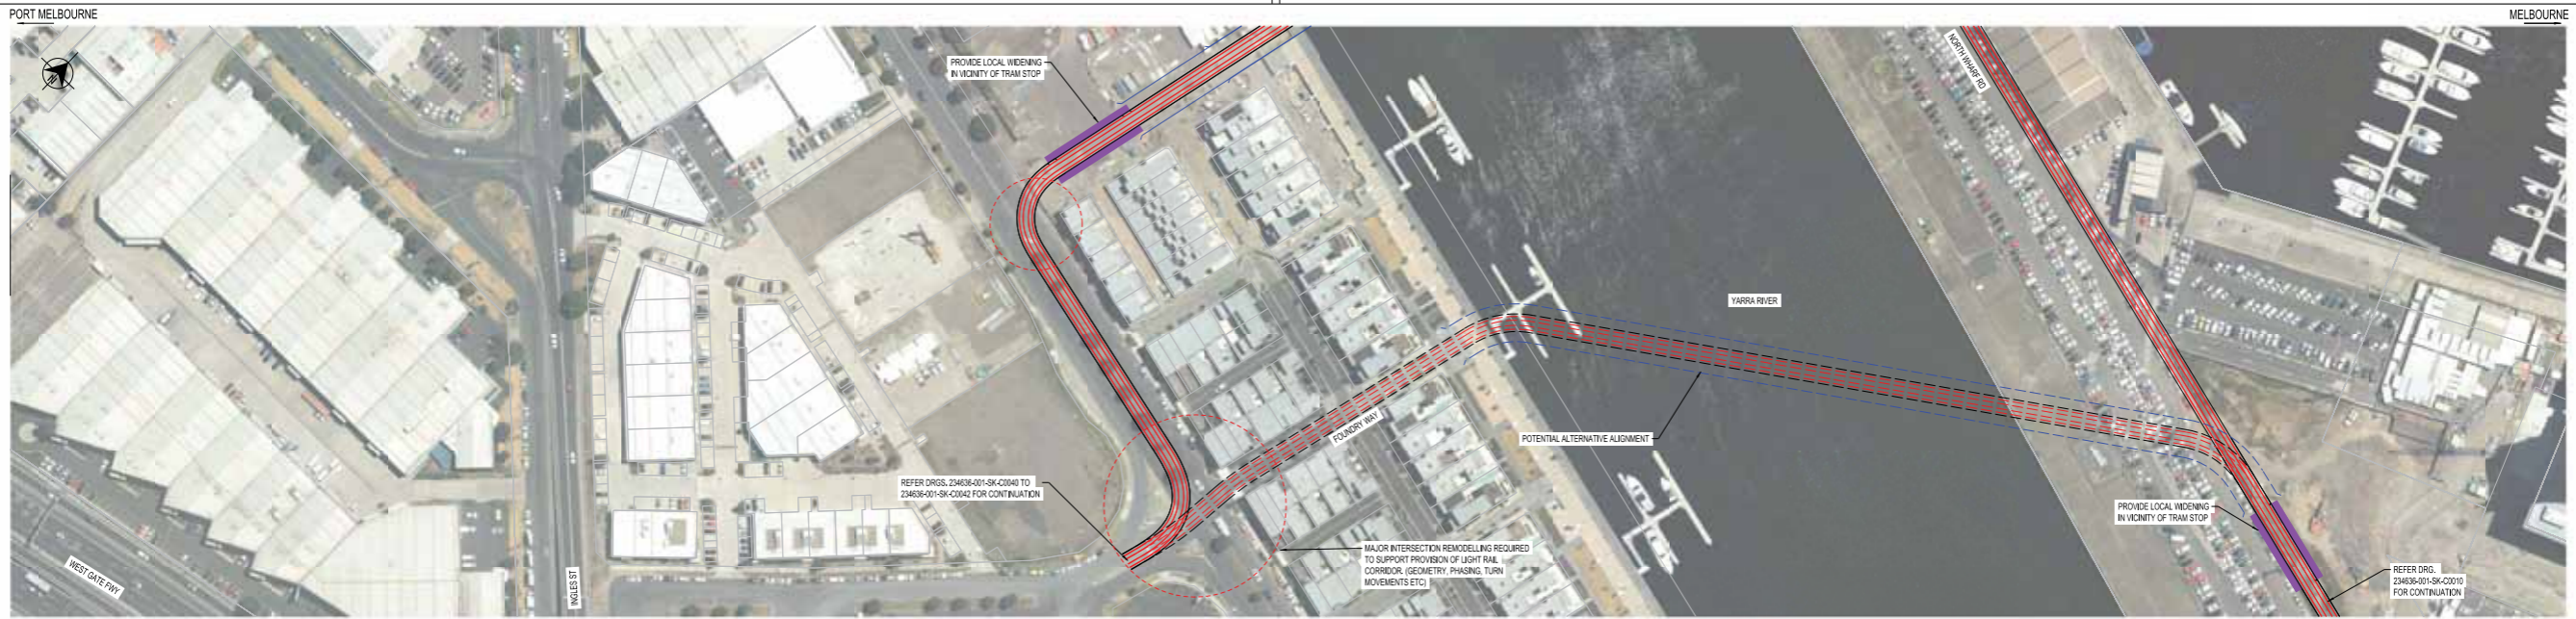 PORT MELBOURNE
MELBOURNE
N
PROVIDE LOCAL WIDENING
IN VICINITY OF TRAM STOP
NORTH WHARF RD
YARRA RIVER
FOUNDRY WAY
POTENTIAL ALTERNATIVE ALIGNMENT
REFER DRGS. 234636-001-SK-C0040 TO
234636-001-SK-C0042 FOR CONTINUATION
PROVIDE LOCAL WIDENING
IN VICINITY OF TRAM STOP
MAJOR INTERSECTION REMODELLING REQUIRED
TO SUPPORT PROVISION OF LIGHT RAIL
CORRIDOR. (GEOMETRY, PHASING, TURN
MOVEMENTS ETC)
WEST GATE FWY
INGLES ST
REFER DRG.
234636-001-SK-C0010
FOR CONTINUATION